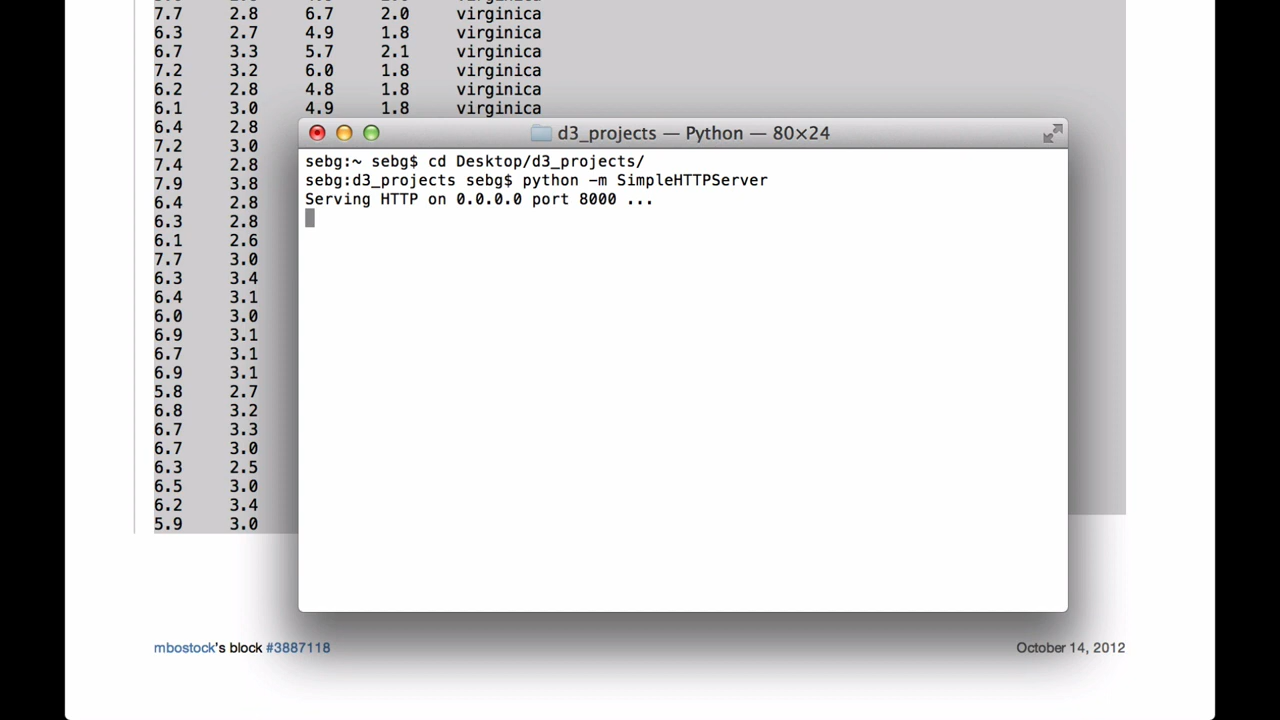 7.7 2.8 6.7 2.0 virginica
6.3 2.7 4.9 1.8 virginica
6.7 3.3 5.7 2.1 virginica
7.2 3.2 6.0 1.8 virginica
6.2 2.8 4.8 1.8 virginica
6.1 3.0 4.9 1.8 virginica
6.4 2.8
7.2 3.0
7.4 2.8
7.9 3.8
6.4 2.8
6.3 2.8
6.1 2.6
7.7 3.0
6.3 3.4
6.4 3.1
6.0 3.0
6.9 3.1
6.7 3.1
6.9 3.1
5.8 2.7
6.8 3.2
6.7 3.3
6.7 3.0
6.3 2.5
6.5 3.0
6.2 3.4
5.9 3.0
d3_projects — Python — 80×24
sebg:~ sebg$ cd Desktop/d3_projects/
sebg:d3_projects sebg$ python -m SimpleHTTPServer
Serving HTTP on 0.0.0.0 port 8000 ...
mbostock's block #3887118
October 14, 2012